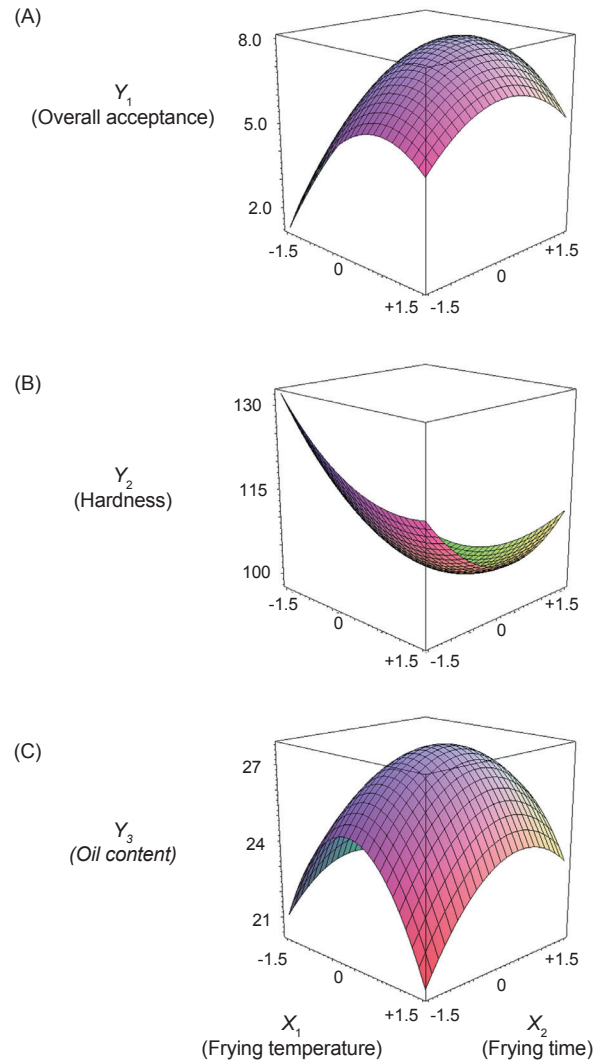 (A)
8.0
Y1
(Overall acceptance)
5.0
2.0
-1.5
0
+1.5 -1.5
0
+1.5
(B)
130
Y2
(Hardness)
115
100
-1.5
0
+1.5 -1.5
0
+1.5
(C)
27
Y3
(Oil content)
24
21
-1.5
0
+1.5 -1.5
0
+1.5
X1
(Frying temperature)
X2
(Frying time)